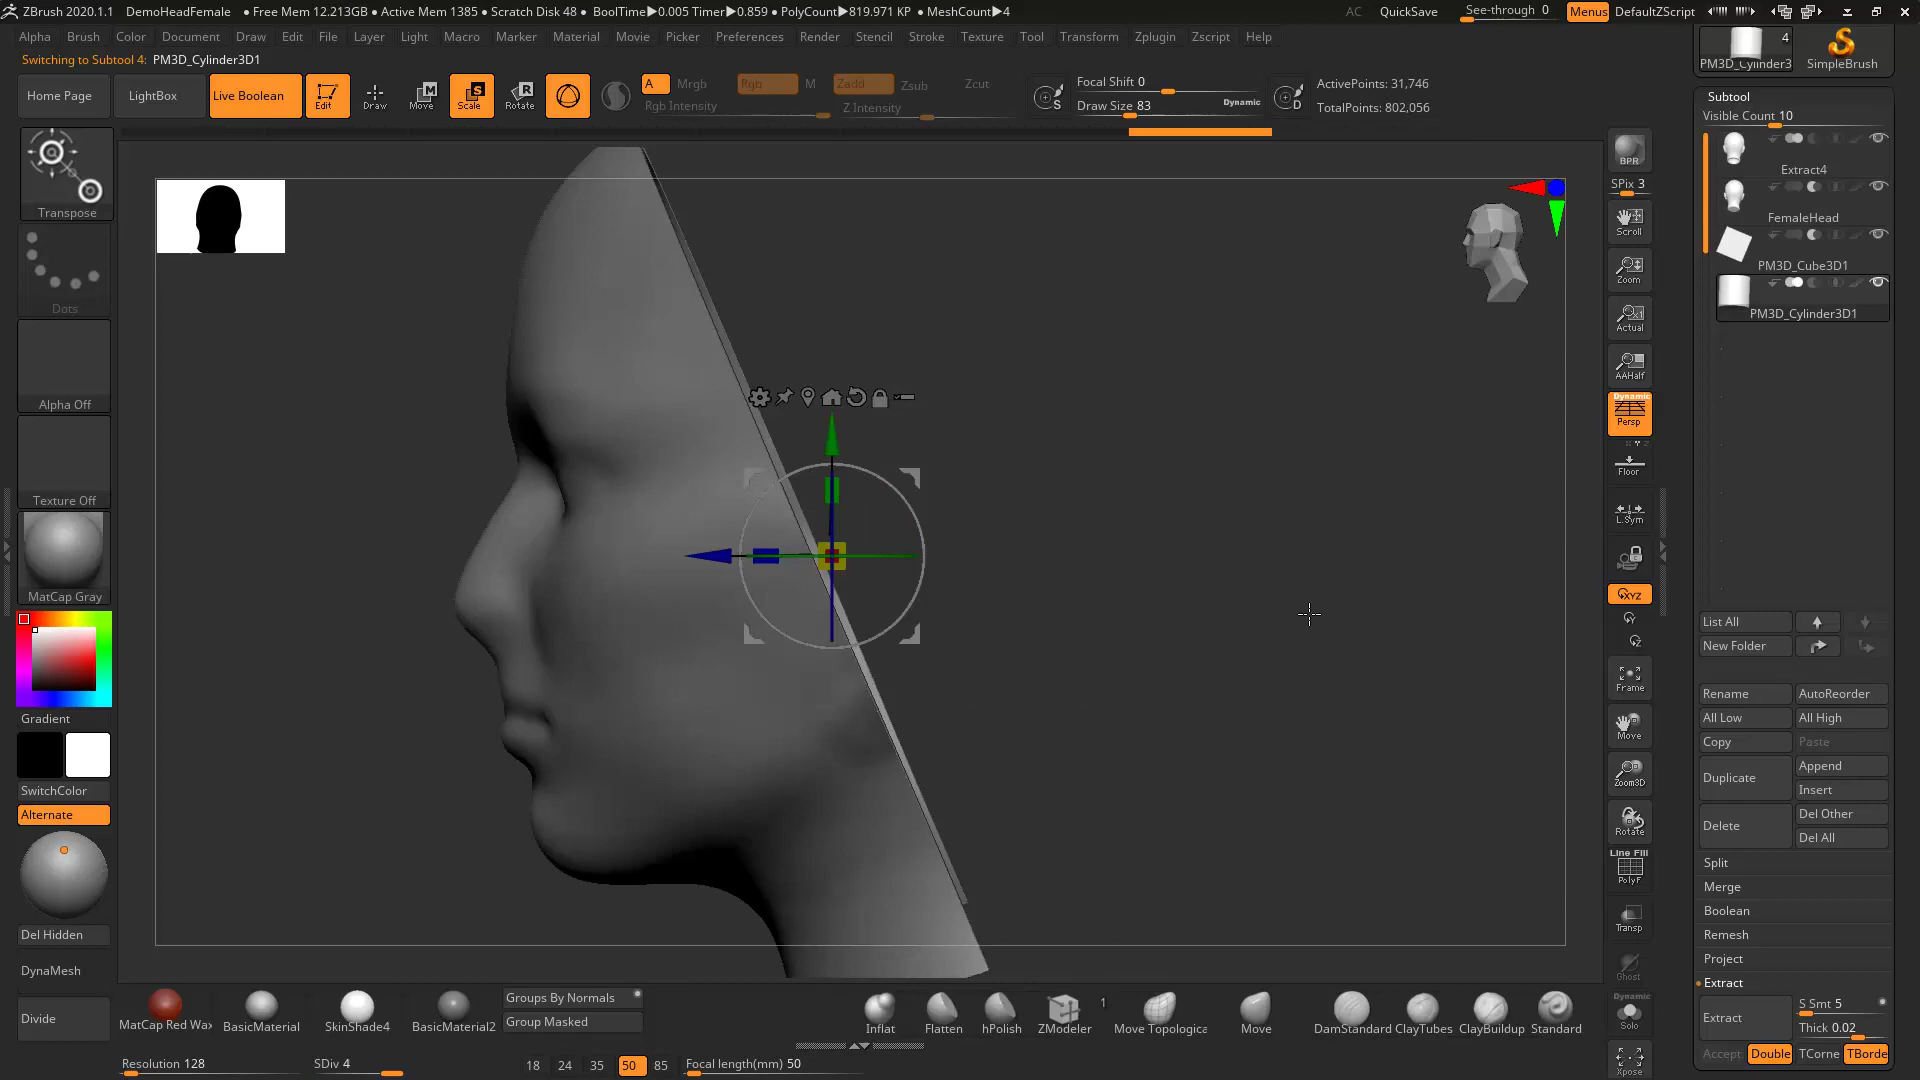 ZBrush 2020.1.1 DemoHeadFemale ● Free Mem 12.213GB ● Active Mem 1385 ● Scratch Disk 48 ● BoolTime▶0.005 Timer▶0.859 ● PolyCount▶819.971 KP ● MeshCount▶4 AC QuickSave See-through 0 Menus DefaultZScript
Alpha Brush Color Document Draw Edit File Layer Light Macro Marker Material Movie Picker Preferences Render Stencil Stroke Texture Tool Transform Zplugin Zscript Help
Switching to Subtool 4: PM3D_Cylinder3D1
Home Page LightBox Live Boolean Edit Draw Move Scale Rotate
A Mrgb Rgb M Zadd Zsub Zcut
Rgb Intensity Z Intensity
S Focal Shift 0
Draw Size 83 Dynamic D
ActivePoints: 31,746
TotalPoints: 802,056
4
PM3D_Cylinder3 SimpleBrush
Transpose
Dots
Alpha Off
Texture Off
MatCap Gray
Gradient
SwitchColor
Alternate
Del Hidden
DynaMesh
Divide
BPR
SPix 3
Scroll
Zoom
Actual
AAHalf
Dynamic
Persp
Floor
L.Sym
XYZ
Frame
Move
Zoom3D
Rotate
Line Fill
PolyF
Transp
Ghost
Dynamic
Solo
Xpose
Subtool
Visible Count 10
Extract4
FemaleHead
PM3D_Cube3D1
PM3D_Cylinder3D1
List All
New Folder
Rename AutoReorder
All Low All High
Copy Paste
Duplicate Append
Insert
Delete Del Other
Del All
Split
Merge
Boolean
Remesh
Project
Extract
Extract S Smt 5
Thick 0.02
Accept Double TCorne TBorde
MatCap Red Wax BasicMaterial SkinShade4 BasicMaterial2
Groups By Normals
Group Masked
Inflat Flatten hPolish ZModeler 1 Move Topologica Move DamStandard ClayTubes ClayBuildup Standard
Resolution 128 SDiv 4 18 24 35 50 85 Focal length(mm) 50